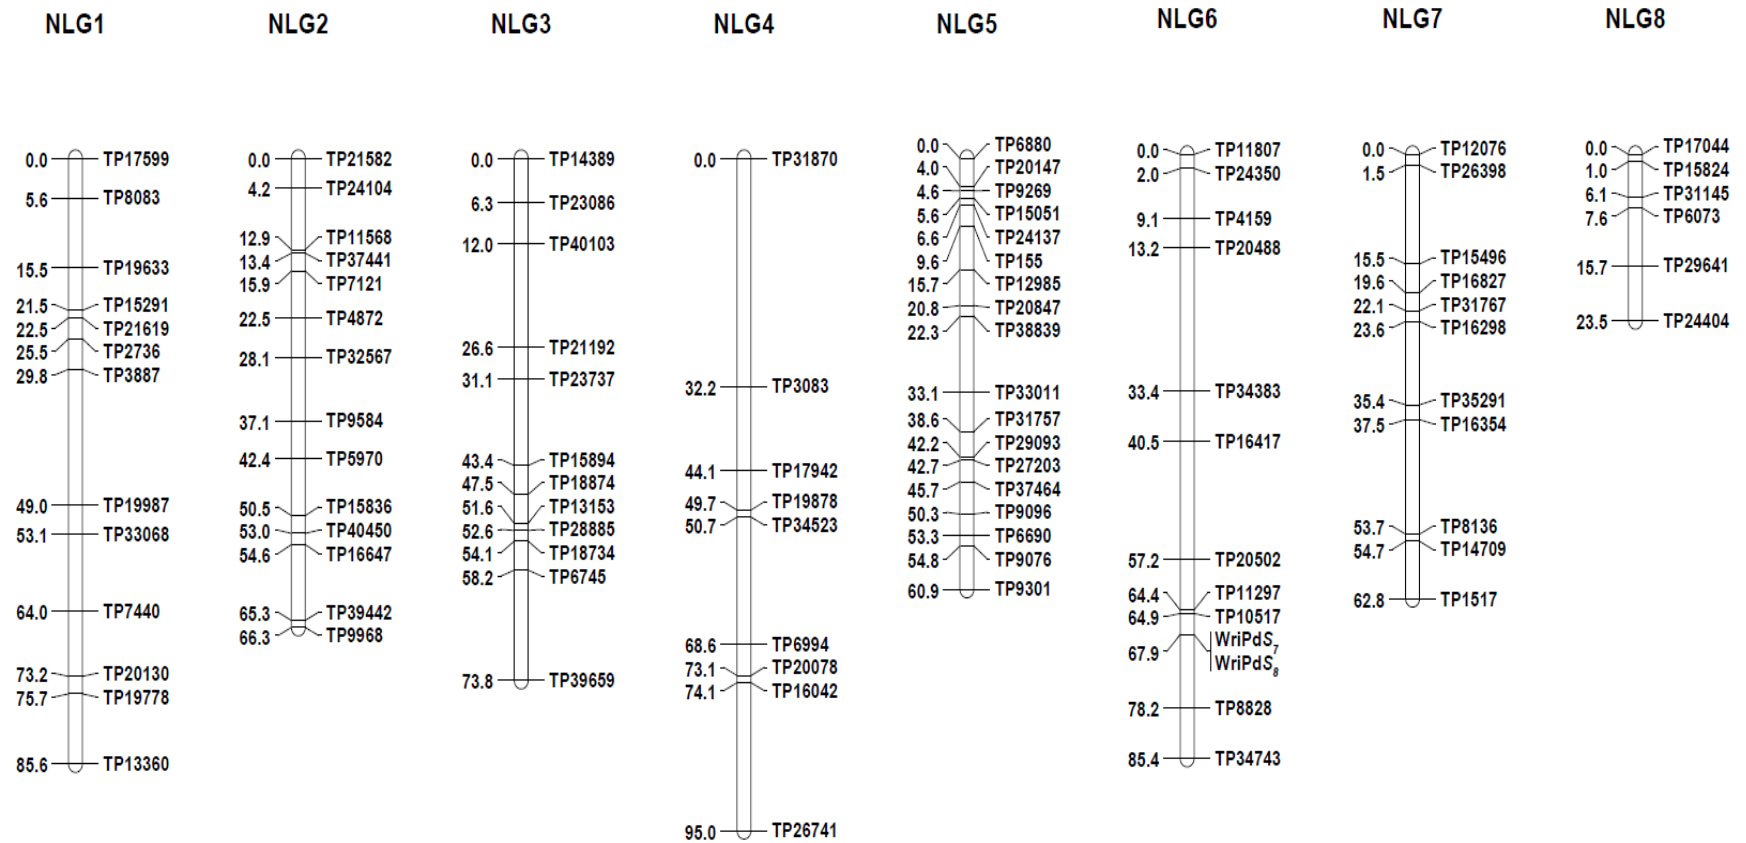 NLG1
0.0 TP17599
5.6 TP8083
15.5 TP19633
21.5 TP15291
22.5 TP21619
25.5 TP2736
29.8 TP3887
49.0 TP19987
53.1 TP33068
64.0 TP7440
73.2 TP20130
75.7 TP19778
85.6 TP13360
NLG2
0.0 TP21582
4.2 TP24104
12.9 TP11568
13.4 TP37441
15.9 TP7121
22.5 TP4872
28.1 TP32567
37.1 TP9584
42.4 TP5970
50.5 TP15836
53.0 TP40450
54.6 TP16647
65.3 TP39442
66.3 TP9968
NLG3
0.0 TP14389
6.3 TP23086
12.0 TP40103
26.6 TP21192
31.1 TP23737
43.4 TP15894
47.5 TP18874
51.6 TP13153
52.6 TP28885
54.1 TP18734
58.2 TP6745
73.8 TP39659
NLG4
0.0 TP31870
32.2 TP3083
44.1 TP17942
49.7 TP19878
50.7 TP34523
68.6 TP6994
73.1 TP20078
74.1 TP16042
95.0 TP26741
NLG5
0.0 TP6880
4.0 TP20147
4.6 TP9269
5.6 TP15051
6.6 TP24137
9.6 TP155
15.7 TP12985
20.8 TP20847
22.3 TP38839
33.1 TP33011
38.6 TP31757
42.2 TP29093
42.7 TP27203
45.7 TP37464
50.3 TP9096
53.3 TP6690
54.8 TP9076
60.9 TP9301
NLG6
0.0 TP11807
2.0 TP24350
9.1 TP4159
13.2 TP20488
33.4 TP34383
40.5 TP16417
57.2 TP20502
64.4 TP11297
64.9 TP10517
67.9 WriPdS7
WriPdS8
78.2 TP8828
85.4 TP34743
NLG7
0.0 TP12076
1.5 TP26398
15.5 TP15496
19.6 TP16827
22.1 TP31767
23.6 TP16298
35.4 TP35291
37.5 TP16354
53.7 TP8136
54.7 TP14709
62.8 TP1517
NLG8
0.0 TP17044
1.0 TP15824
6.1 TP31145
7.6 TP6073
15.7 TP29641
23.5 TP24404